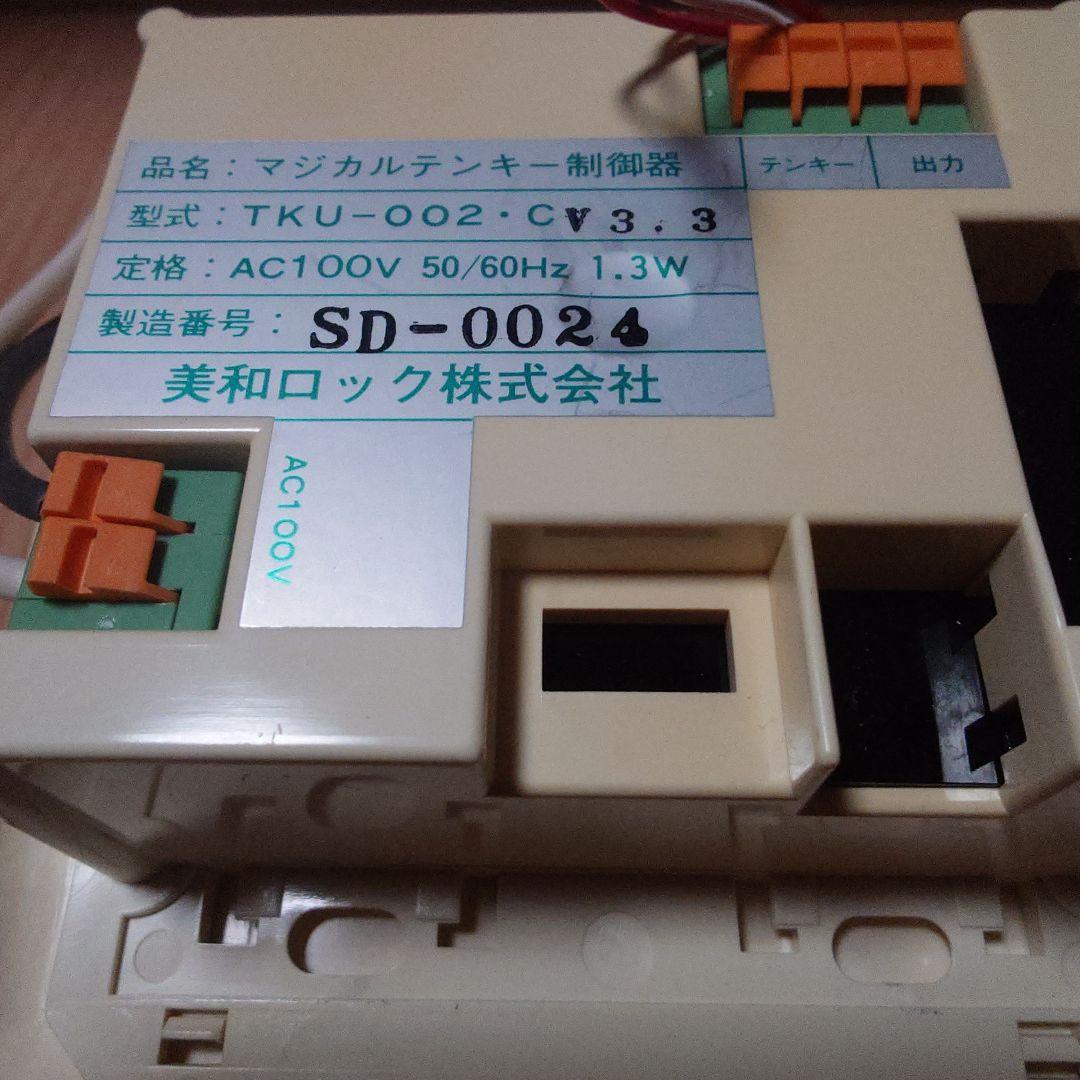 品名：マジカルテンキー制御器
テンキー
出力
型式：TKU-002・CV3.3
定格：AC100V 50/60Hz 1.3W
製造番号：SD-0024
美和ロック株式会社
AC100V